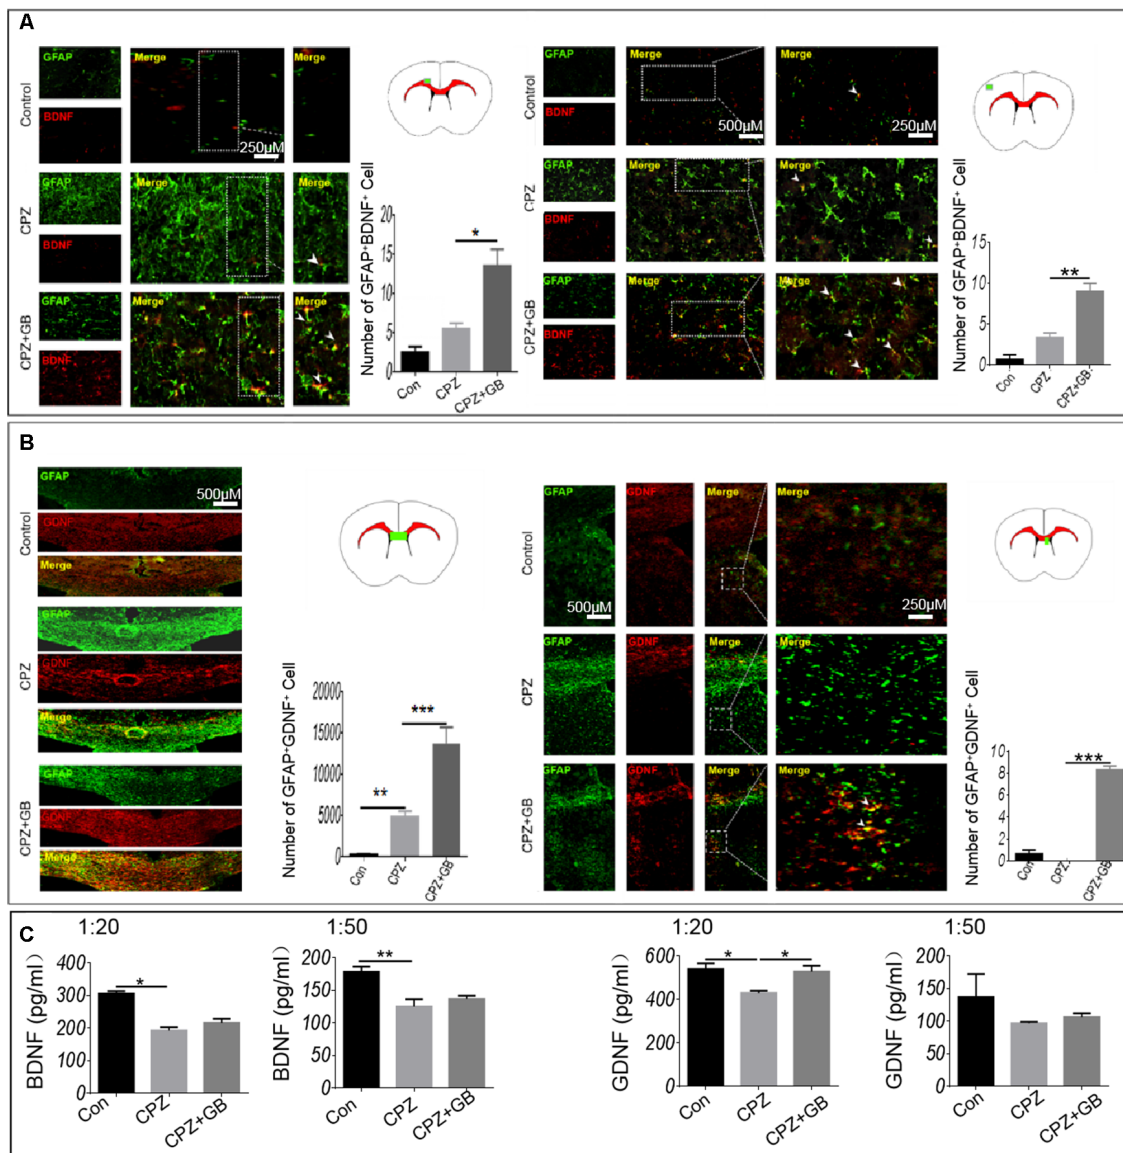 A
Control
GFAP
Merge
BDNF
250µM
CPZ
GFAP
Merge
BDNF
CPZ+GB
GFAP
Merge
BDNF
Number of GFAP⁺BDNF⁺ Cell
20
15
10
5
0
*
Con
CPZ
CPZ+GB
Control
GFAP
Merge
Merge
BDNF
500µM
250µM
CPZ
GFAP
Merge
Merge
BDNF
CPZ+GB
GFAP
Merge
Merge
BDNF
Number of GFAP⁺BDNF⁺ Cell
15
10
5
0
**
Con
CPZ
CPZ+GB
B
Control
GFAP
500µM
GDNF
Merge
CPZ
GFAP
GDNF
Merge
CPZ+GB
GFAP
GDNF
Merge
Number of GFAP⁺GDNF⁺ Cell
20000
15000
10000
5000
0
**
***
Con
CPZ
CPZ+GB
Control
GFAP
GDNF
Merge
Merge
500µM
250µM
CPZ
GFAP
GDNF
Merge
Merge
CPZ+GB
GFAP
GDNF
Merge
Merge
Number of GFAP⁺GDNF⁺ Cell
10
8
6
4
2
0
***
Con
CPZ
CPZ+GB
C
1:20
BDNF (pg/ml)
400
300
200
100
0
*
Con
CPZ
CPZ+GB
1:50
BDNF (pg/ml)
200
150
100
50
0
**
Con
CPZ
CPZ+GB
1:20
GDNF (pg/ml)
600
400
200
0
*
*
Con
CPZ
CPZ+GB
1:50
GDNF (pg/ml)
200
150
100
50
0
Con
CPZ
CPZ+GB